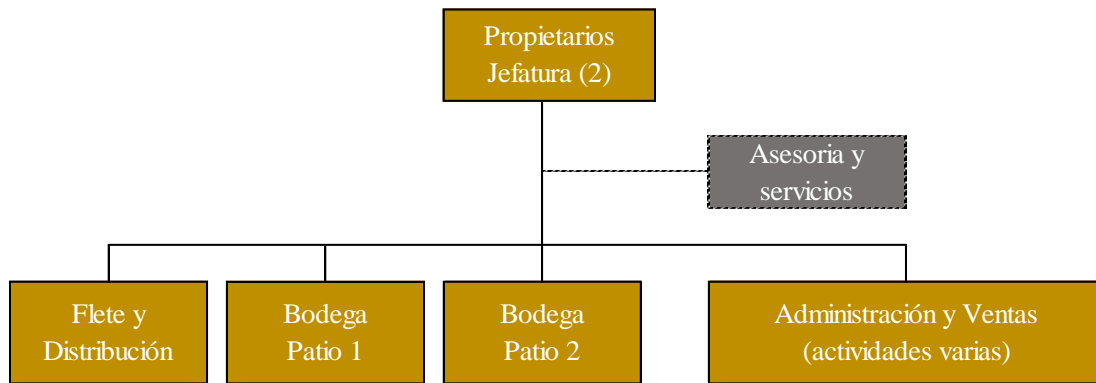 Propietarios
Jefatura (2)
Asesoria y
servicios
Flete y
Distribución
Bodega
Patio 1
Bodega
Patio 2
Administración y Ventas
(actividades varias)